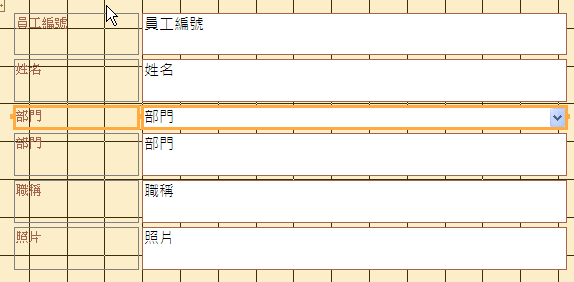 員工編號 員工編號
姓名 姓名
部門 部門
部門 部門
職稱 職稱
照片 照片